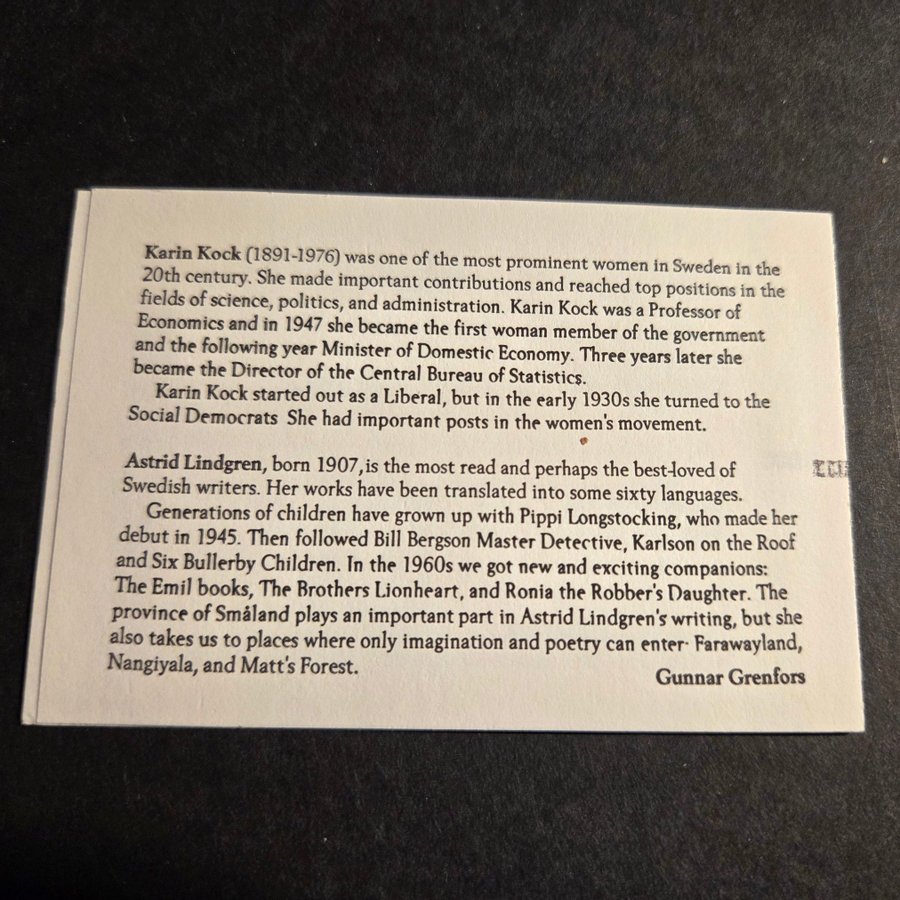 Karin Kock (1891-1976) was one of the most prominent women in Sweden in the
20th century. She made important contributions and reached top positions in the
fields of science, politics, and administration. Karin Kock was a Professor of
Economics and in 1947 she became the first woman member of the government
and the following year Minister of Domestic Economy. Three years later she
became the Director of the Central Bureau of Statistics.
Karin Kock started out as a Liberal, but in the early 1930s she turned to the
Social Democrats She had important posts in the women's movement.
Astrid Lindgren, born 1907, is the most read and perhaps the best-loved of
Swedish writers. Her works have been translated into some sixty languages.
Generations of children have grown up with Pippi Longstocking, who made her
debut in 1945. Then followed Bill Bergson Master Detective, Karlson on the Roof
and Six Bullerby Children. In the 1960s we got new and exciting companions:
The Emil books, The Brothers Lionheart, and Ronia the Robber's Daughter. The
province of Småland plays an important part in Astrid Lindgren's writing, but she
also takes us to places where only imagination and poetry can enter· Farawayland,
Nangiyala, and Matt's Forest.
Gunnar Grenfors